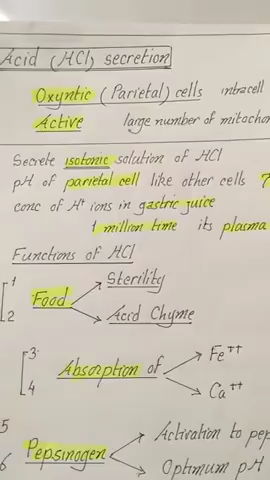 Acid (HCl) secretion
Oxyntic (Parietal) cells intracell
Active large number of mitochon
Secrete isotonic solution of HCl
pH of parietal cell like other cells 7
conc of H+ ions in gastric juice
1 million time its plasma
Functions of HCl
1 Sterility
Food
2 Acid Chyme
3 Fe++
Absorption of
4 Ca++
5 Activation to pep
Pepsinogen
6 Optimum pH